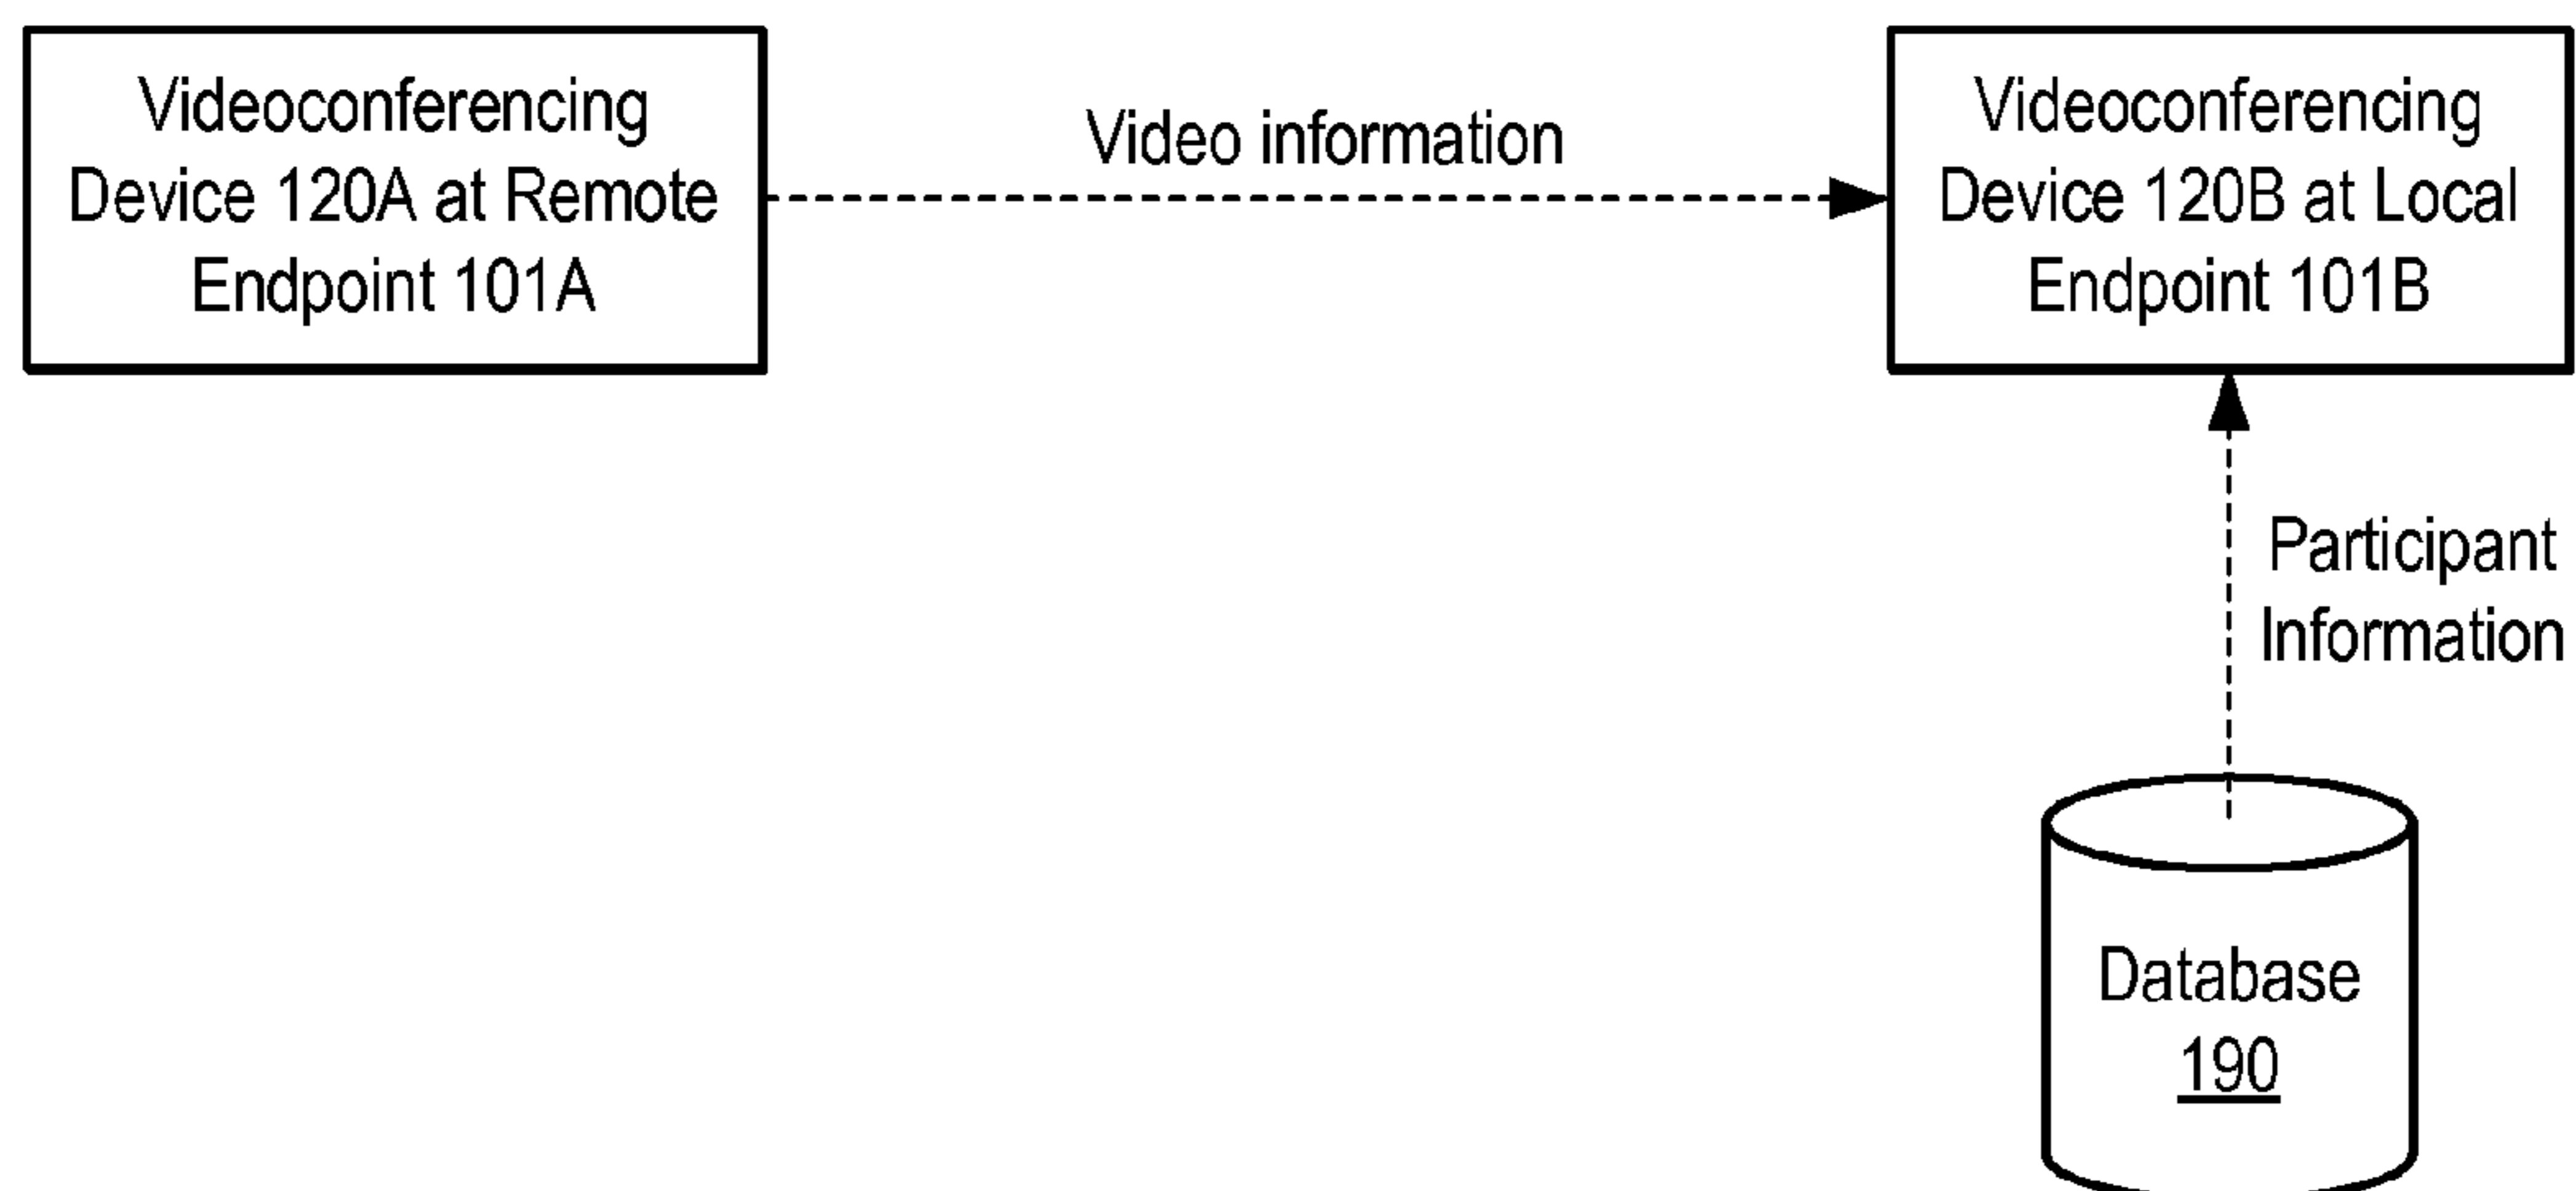 Videoconferencing
Device 120A at Remote
Endpoint 101A
Video information
Videoconferencing
Device 120B at Local
Endpoint 101B
Participant
Information
Database
190